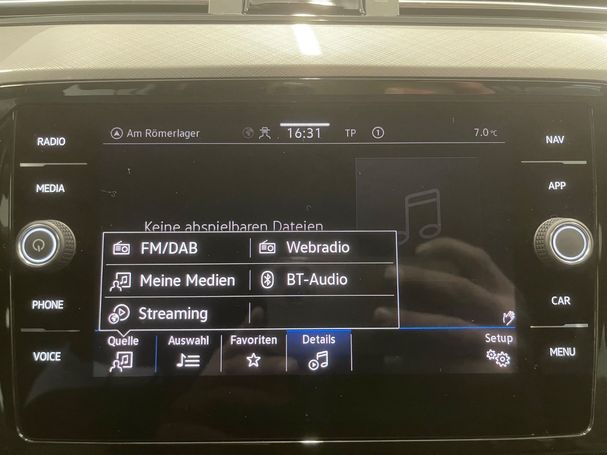 RADIO
MEDIA
PHONE
VOICE
Am Römerlager
16:31
TP
1
7.0 °C
Keine abspielbaren Dateien
FM/DAB
Webradio
Meine Medien
BT-Audio
Streaming
Quelle
Auswahl
Favoriten
Details
Setup
NAV
APP
CAR
MENU